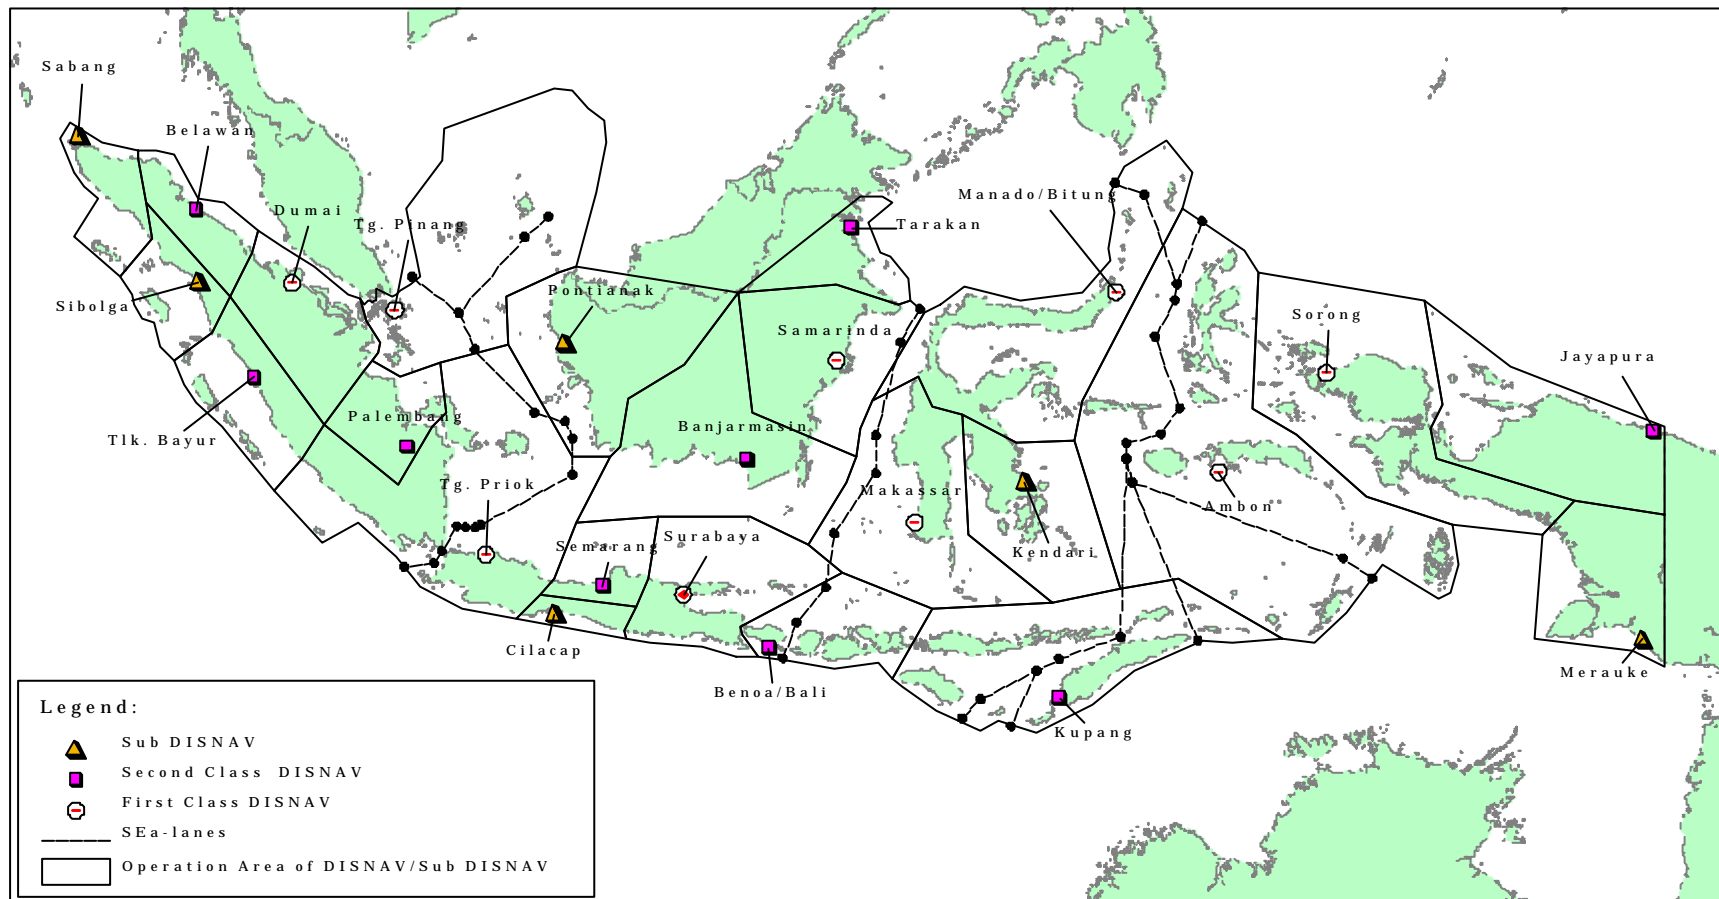 Sabang
Belawan
Dumai
Tg. Pinang
Manado/Bitung
Tarakan
Sibolga
Pontianak
Samarinda
Sorong
Jayapura
Tlk. Bayur
Palembang
Banjarmasin
Tg. Priok
Makassar
Ambon
Semarang
Surabaya
Kendari
Cilacap
Benoa/Bali
Kupang
Merauke
Legend:
Sub DISNAV
Second Class DISNAV
First Class DISNAV
SEa-lanes
Operation Area of DISNAV/Sub DISNAV